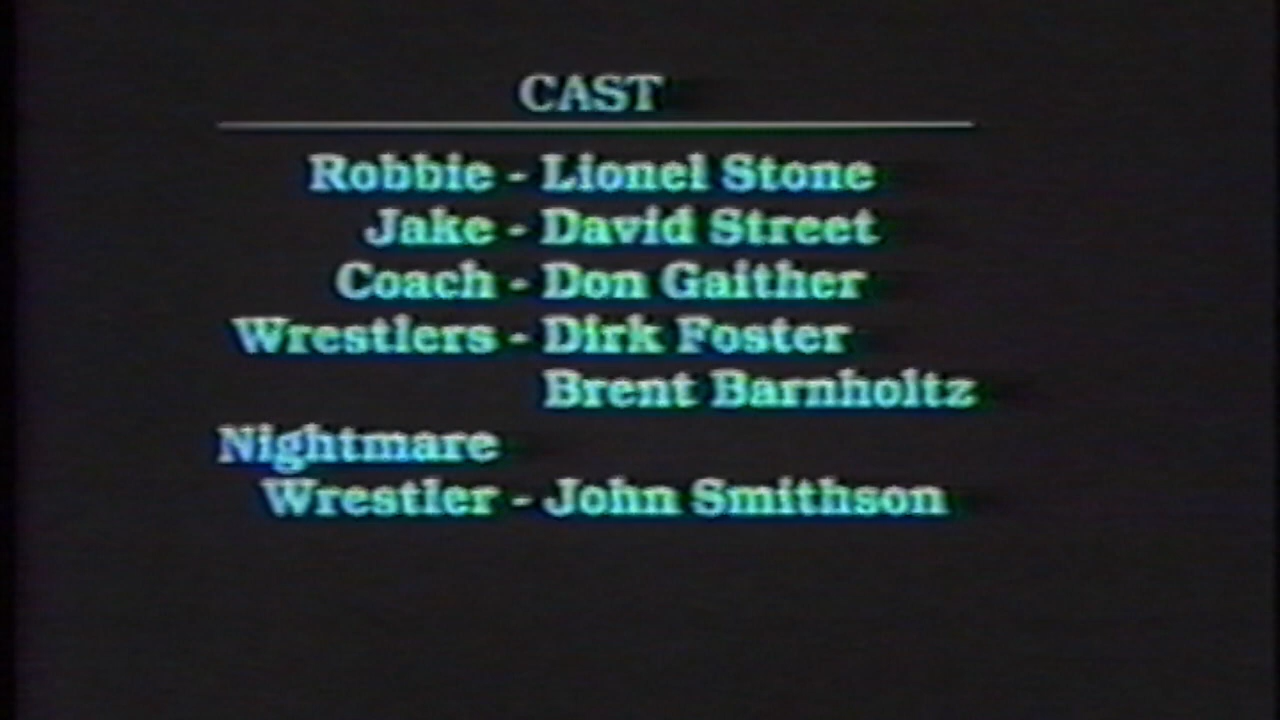 CAST
Robbie - Lionel Stone
Jake - David Street
Coach - Don Gaither
Wrestlers - Dirk Foster
Brent Barnholtz
Nightmare
Wrestler - John Smithson